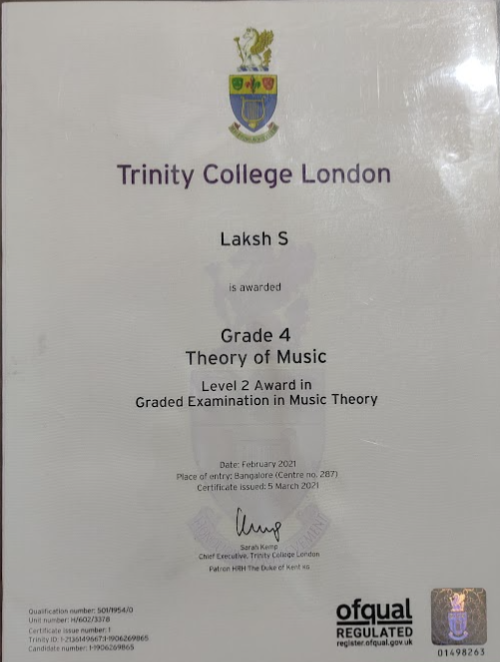 Trinity College London
Laksh S
is awarded
Grade 4
Theory of Music
Level 2 Award in
Graded Examination in Music Theory
Date: February 2021
Place of entry: Bangalore (Centre no. 287)
Certificate issued: 5 March 2021
Sarah Kemp
Chief Executive, Trinity College London
Patron HRH The Duke of Kent KG
Qualification number: 501/1954/0
Unit number: H/602/3378
Certificate issue number: 1
Trinity ID: 1-2136149667:1-1906269865
Candidate number: 1-1906269865
ofqual
REGULATED
register.ofqual.gov.uk
01498263